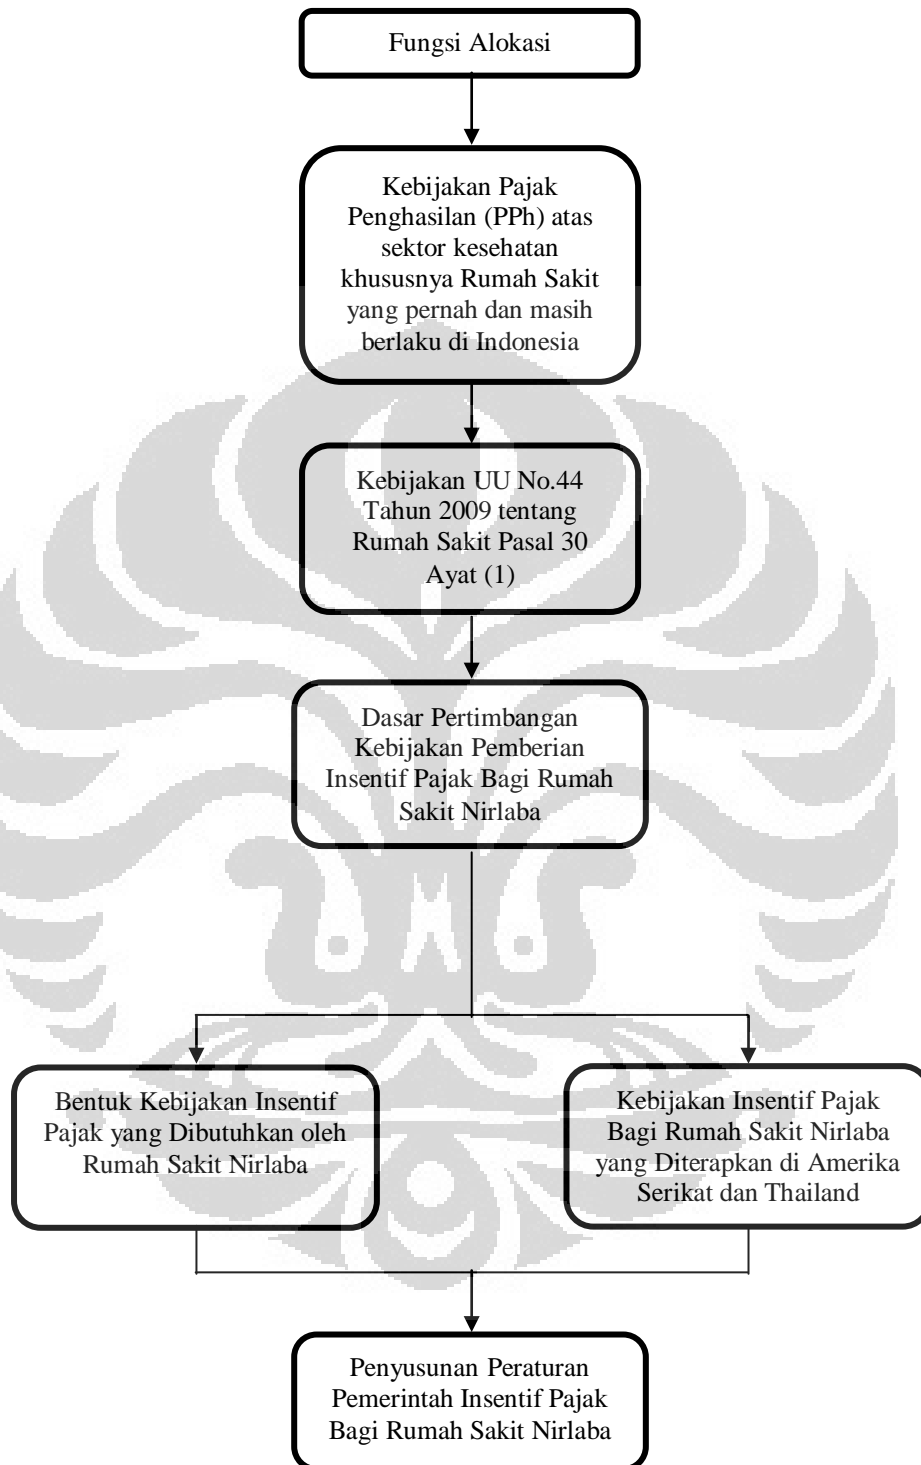 Fungsi Alokasi
Kebijakan Pajak
Penghasilan (PPh) atas
sektor kesehatan
khususnya Rumah Sakit
yang pernah dan masih
berlaku di Indonesia
Kebijakan UU No.44
Tahun 2009 tentang
Rumah Sakit Pasal 30
Ayat (1)
Dasar Pertimbangan
Kebijakan Pemberian
Insentif Pajak Bagi Rumah
Sakit Nirlaba
Bentuk Kebijakan Insentif
Pajak yang Dibutuhkan oleh
Rumah Sakit Nirlaba
Kebijakan Insentif Pajak
Bagi Rumah Sakit Nirlaba
yang Diterapkan di Amerika
Serikat dan Thailand
Penyusunan Peraturan
Pemerintah Insentif Pajak
Bagi Rumah Sakit Nirlaba